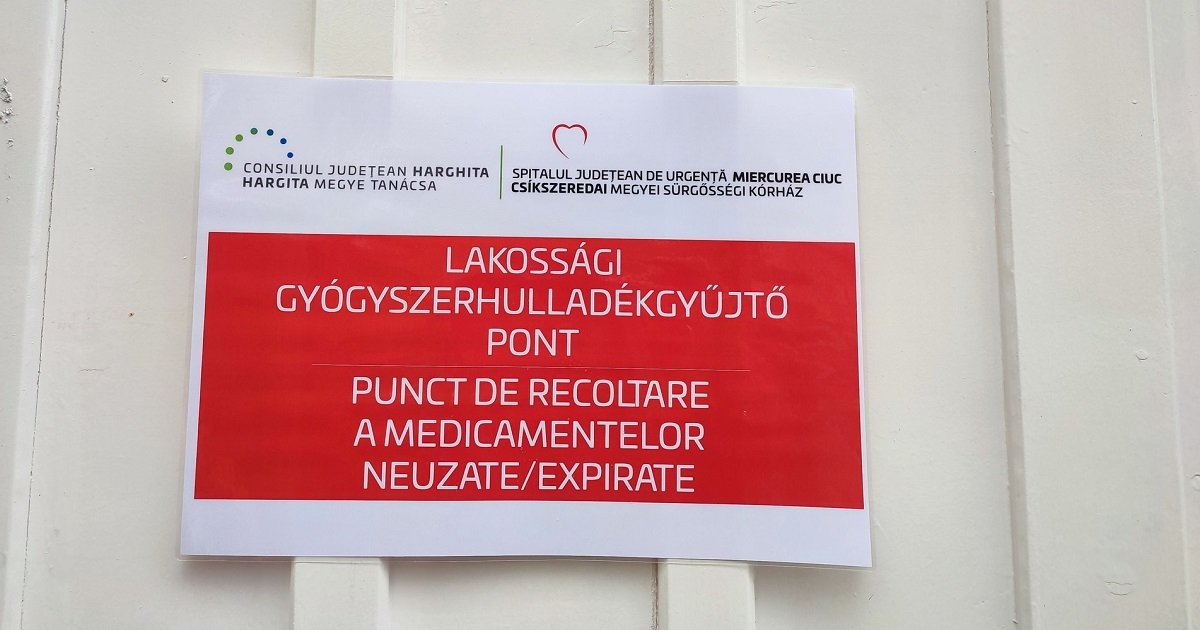 CONSILIUL JUDEȚEAN HARGHITA
HARGITA MEGYE TANÁCSA
SPITALUL JUDEȚEAN DE URGENȚĂ MIERCUREA CIUC
CSÍKSZEREDAI MEGYEI SÜRGŐSSÉGI KÓRHÁZ
LAKOSSÁGI
GYÓGYSZERHULLADÉKGYŰJTŐ
PONT
PUNCT DE RECOLTARE
A MEDICAMENTELOR
NEUZATE/EXPIRATE